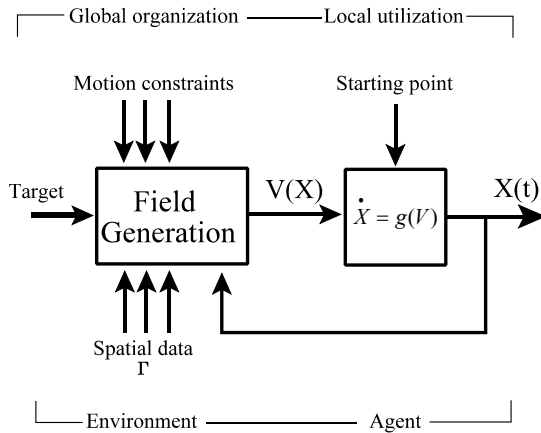 Global organization
Local utilization
Motion constraints
Starting point
Target
Field
Generation
V(X)
Ẋ = g(V)
X(t)
Spatial data
Γ
Environment
Agent